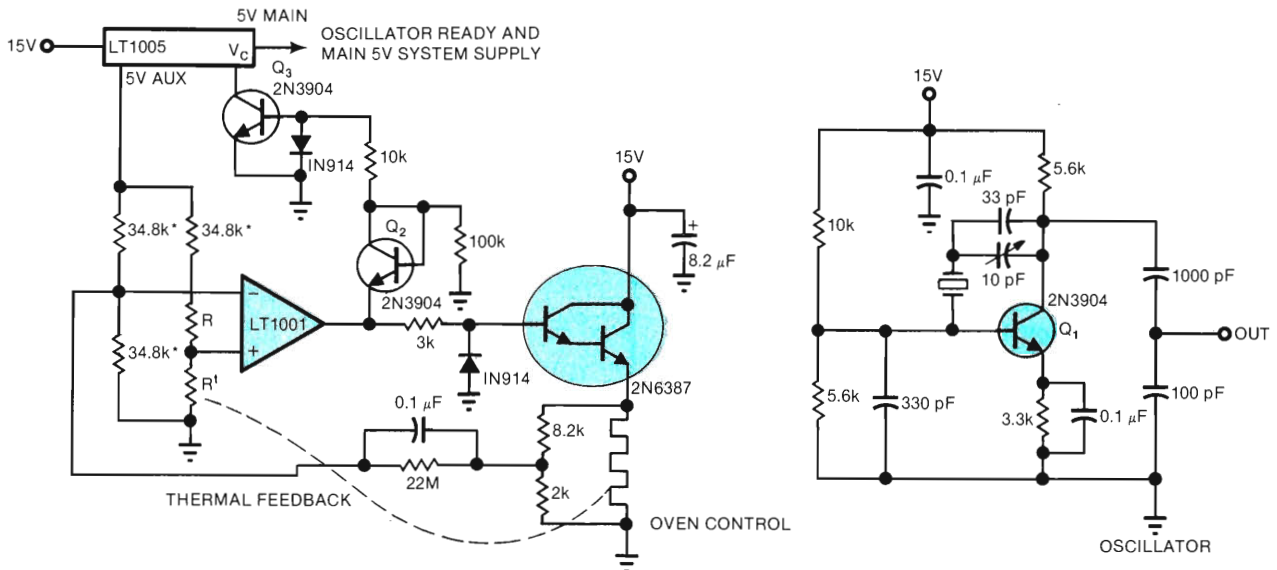 5V MAIN
15V
LT1005
VC
OSCILLATOR READY AND
MAIN 5V SYSTEM SUPPLY
5V AUX
Q3
2N3904
IN914
10k
34.8k*
34.8k*
Q2
100k
2N3904
15V
+
8.2 µF
−
LT1001
+
R
34.8k*
R†
3k
IN914
2N6387
0.1 µF
22M
8.2k
2k
THERMAL FEEDBACK
OVEN CONTROL
15V
0.1 µF
5.6k
33 pF
10k
10 pF
1000 pF
2N3904
Q1
OUT
5.6k
330 pF
3.3k
0.1 µF
100 pF
OSCILLATOR